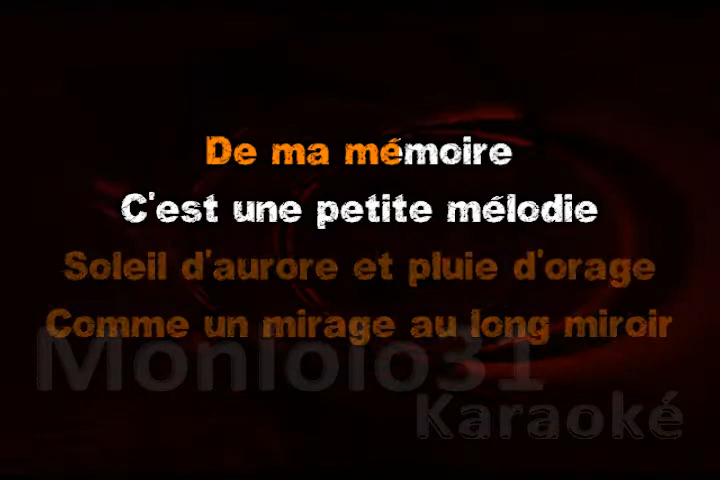 De ma mémoire
C'est une petite mélodie
Soleil d'aurore et pluie d'orage
Comme un mirage au long miroir
Monlolo31
Karaoké